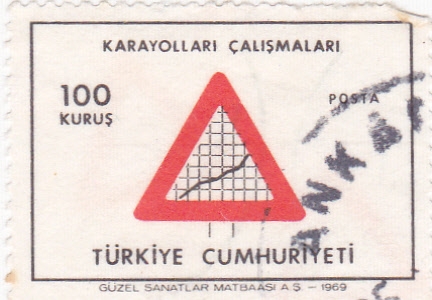 KARAYOLLARI ÇALIŞMALARI
100
KURUŞ
POSTA
TÜRKİYE CUMHURİYETİ
GÜZEL SANATLAR MATBAASI A.Ş. – 1969